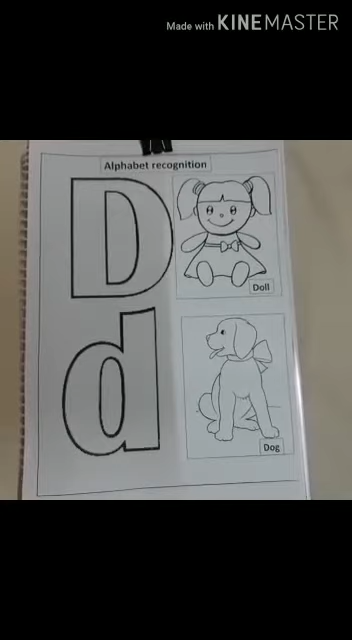 Made with KINEMASTER
Alphabet recognition
D
Doll
d
Dog